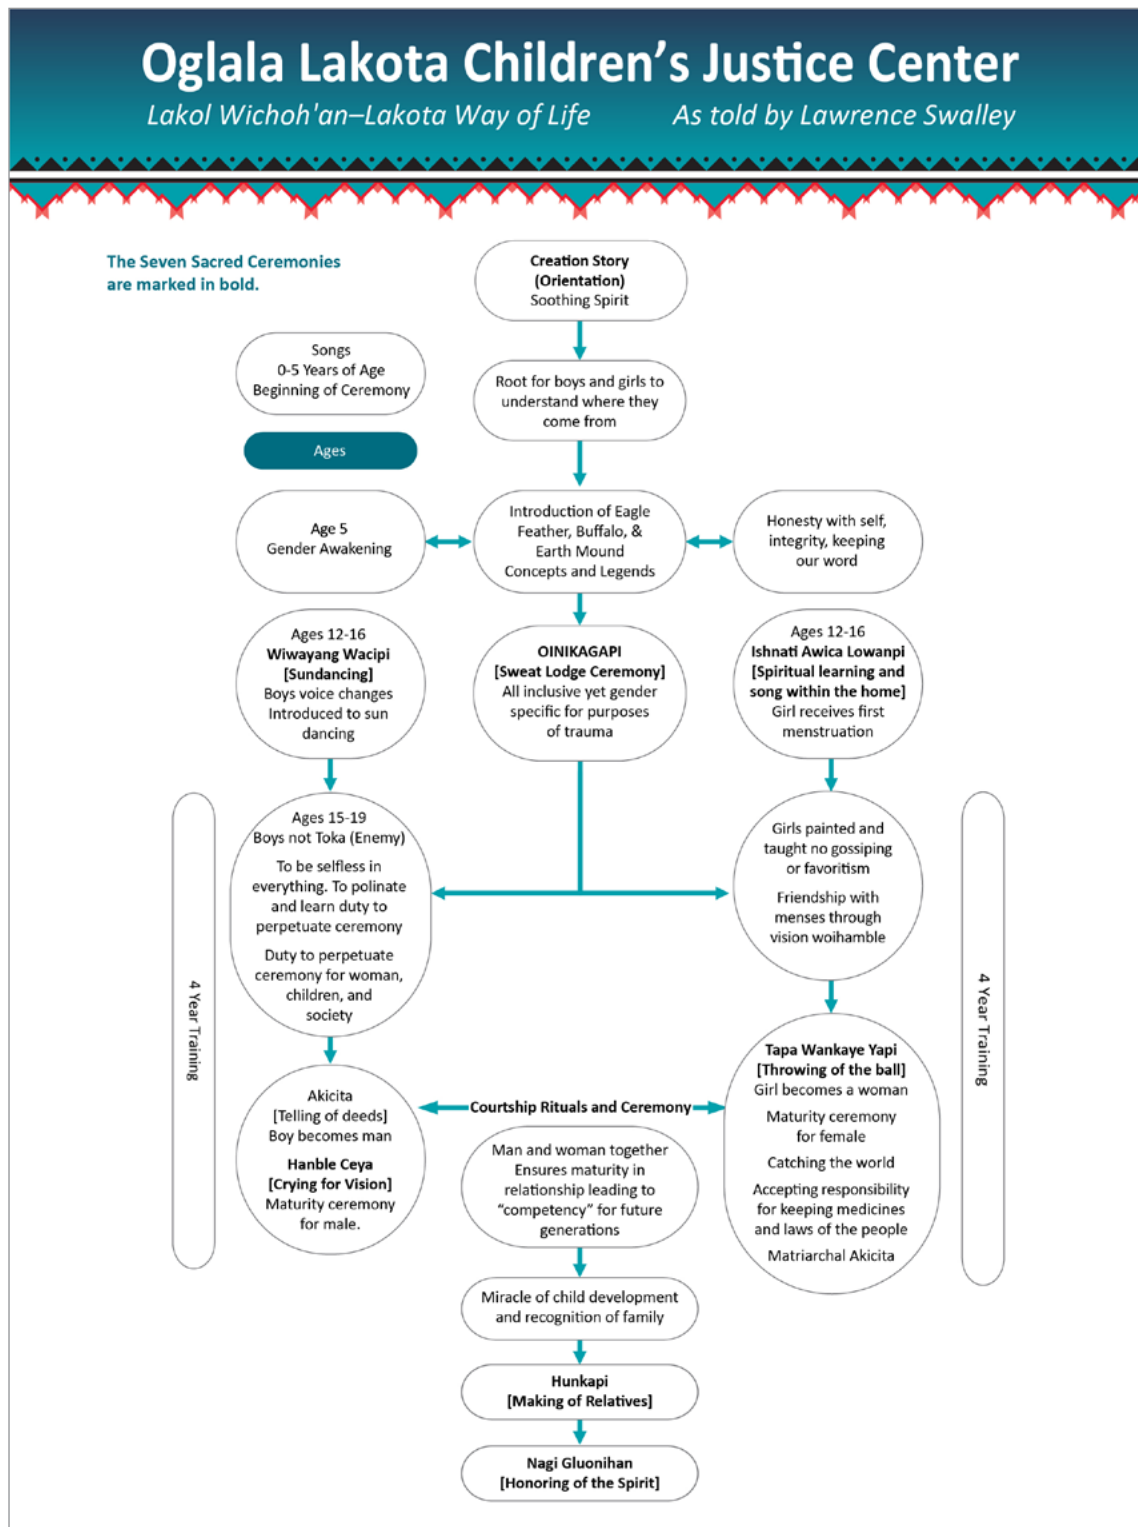 Oglala Lakota Children's Justice Center
Lakol Wichoh'an–Lakota Way of Life
As told by Lawrence Swalley
The Seven Sacred Ceremonies
are marked in bold.
Creation Story
(Orientation)
Soothing Spirit
Songs
0-5 Years of Age
Beginning of Ceremony
Root for boys and girls to
understand where they
come from
Ages
Age 5
Gender Awakening
Introduction of Eagle
Feather, Buffalo, &
Earth Mound
Concepts and Legends
Honesty with self,
integrity, keeping
our word
Ages 12-16
Wiwayang Wacipi
[Sundancing]
Boys voice changes
Introduced to sun
dancing
OINIKAGAPI
[Sweat Lodge Ceremony]
All inclusive yet gender
specific for purposes
of trauma
Ages 12-16
Ishnati Awica Lowanpi
[Spiritual learning and
song within the home]
Girl receives first
menstruation
4 Year Training
Ages 15-19
Boys not Toka (Enemy)
To be selfless in
everything. To polinate
and learn duty to
perpetuate ceremony
Duty to perpetuate
ceremony for woman,
children, and
society
Girls painted and
taught no gossiping
or favoritism
Friendship with
menses through
vision woihamble
4 Year Training
Akicita
[Telling of deeds]
Boy becomes man
Hanble Ceya
[Crying for Vision]
Maturity ceremony
for male.
Courtship Rituals and Ceremony
Man and woman together
Ensures maturity in
relationship leading to
“competency” for future
generations
Tapa Wankaye Yapi
[Throwing of the ball]
Girl becomes a woman
Maturity ceremony
for female
Catching the world
Accepting responsibility
for keeping medicines
and laws of the people
Matriarchal Akicita
Miracle of child development
and recognition of family
Hunkapi
[Making of Relatives]
Nagi Gluonihan
[Honoring of the Spirit]